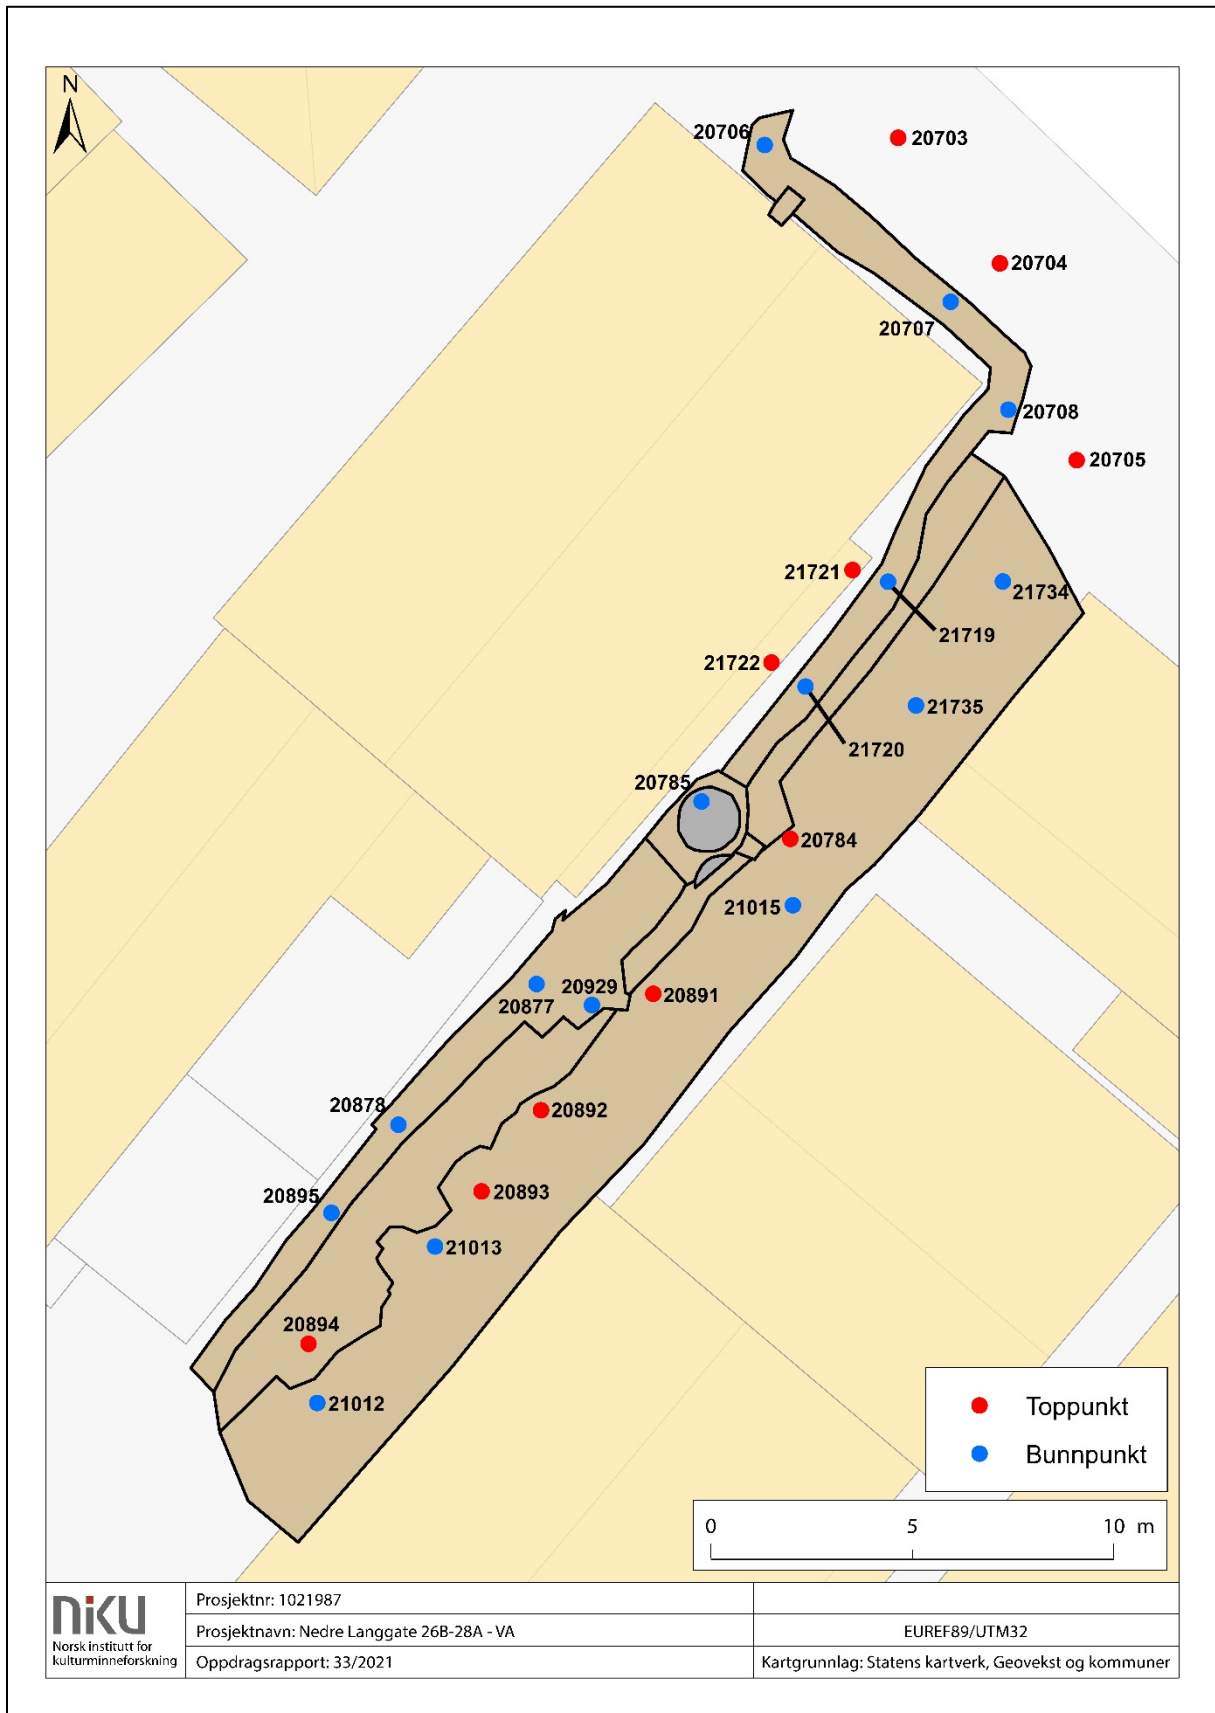 N
20706
20703
20704
20707
20708
20705
21721
21734
21719
21722
21735
21720
20785
20784
21015
20929
20877
20891
20878
20892
20895
20893
21013
20894
21012
Toppunkt
Bunnpunkt
0 5 10 m
NIKU
Norsk institutt for
kulturminneforskning
Prosjektnr: 1021987
Prosjektnavn: Nedre Langgate 26B-28A - VA
EUREF89/UTM32
Oppdragsrapport: 33/2021
Kartgrunnlag: Statens kartverk, Geovekst og kommuner